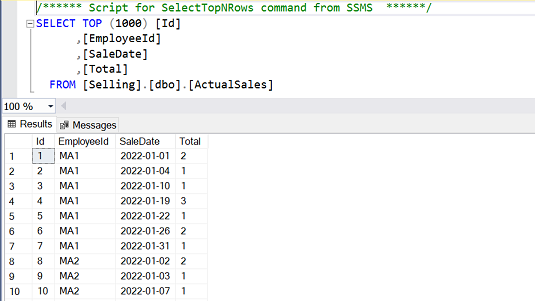 /****** Script for SelectTopNRows command from SSMS ******/
SELECT TOP (1000) [Id]
,[EmployeeId]
,[SaleDate]
,[Total]
FROM [Selling].[dbo].[ActualSales]
100 %
Results Messages
Id EmployeeId SaleDate Total
1 1 MA1 2022-01-01 2
2 2 MA1 2022-01-04 1
3 3 MA1 2022-01-10 1
4 4 MA1 2022-01-19 3
5 5 MA1 2022-01-22 1
6 6 MA1 2022-01-26 2
7 7 MA1 2022-01-31 1
8 8 MA2 2022-01-02 2
9 9 MA2 2022-01-03 1
10 10 MA2 2022-01-07 1